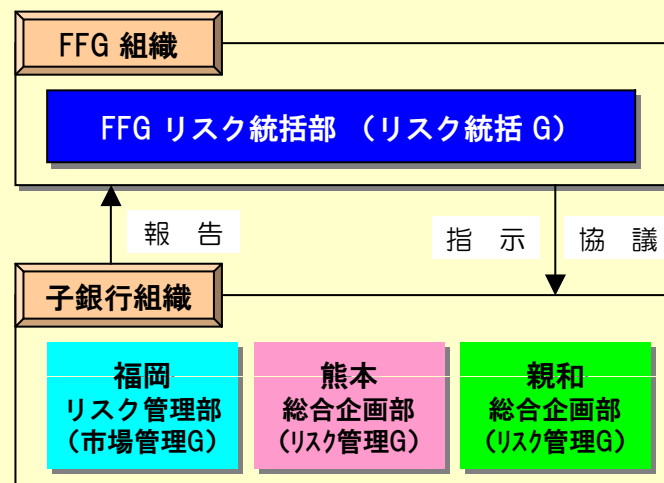 FFG 組織
FFG リスク統括部 （リスク統括 G）
報 告
指 示
協 議
子銀行組織
福岡
リスク管理部
（市場管理G）
熊本
総合企画部
（ﾘｽｸ管理G）
親和
総合企画部
（ﾘｽｸ管理G）